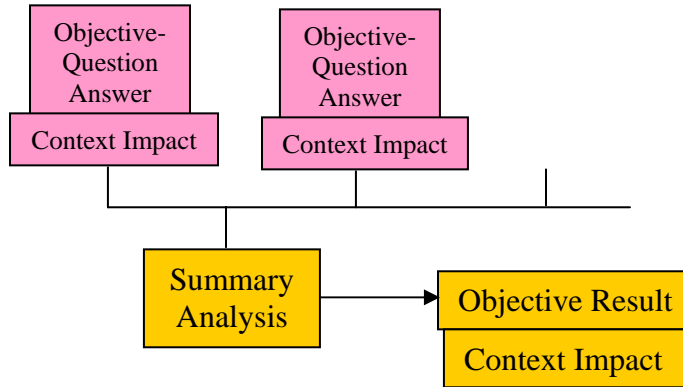 Objective-
Question
Answer
Context Impact
Objective-
Question
Answer
Context Impact
Summary
Analysis
Objective Result
Context Impact